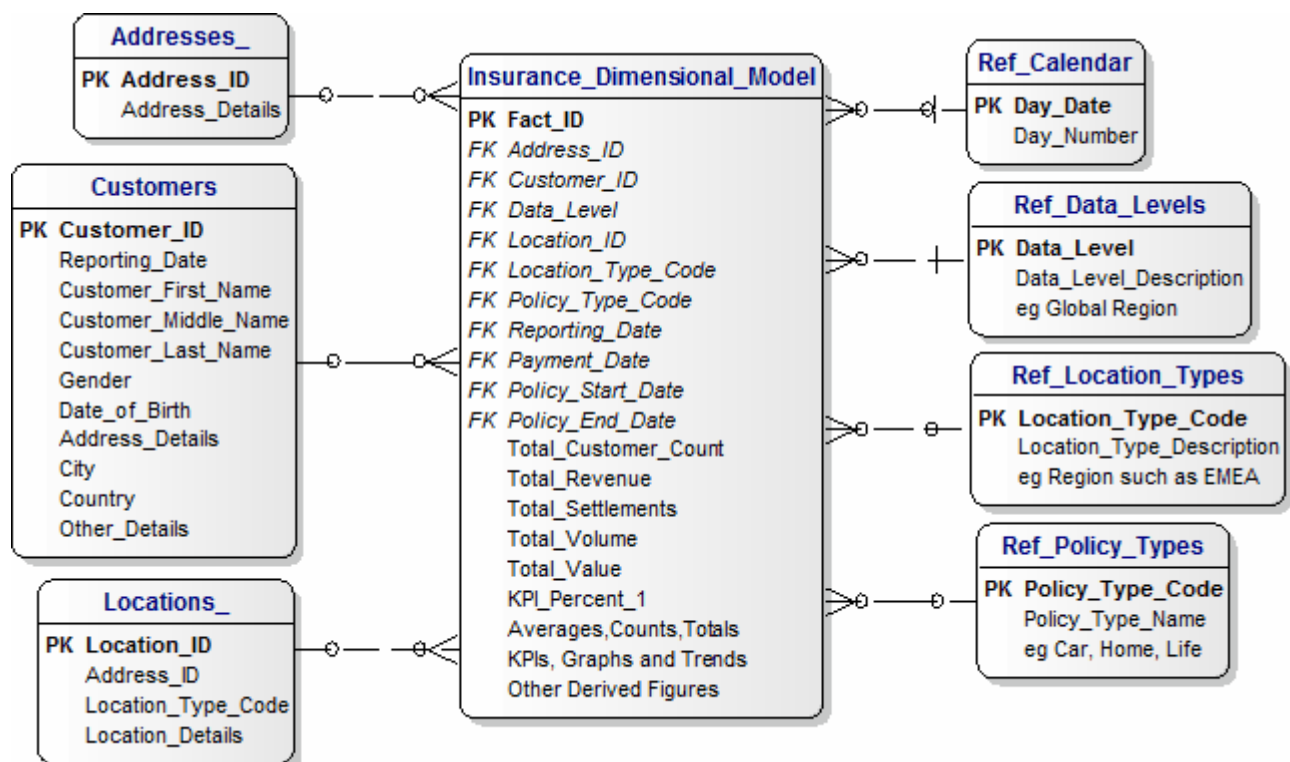 Addresses_
PK Address_ID
Address_Details
Customers
PK Customer_ID
Reporting_Date
Customer_First_Name
Customer_Middle_Name
Customer_Last_Name
Gender
Date_of_Birth
Address_Details
City
Country
Other_Details
Locations_
PK Location_ID
Address_ID
Location_Type_Code
Location_Details
Insurance_Dimensional_Model
PK Fact_ID
FK Address_ID
FK Customer_ID
FK Data_Level
FK Location_ID
FK Location_Type_Code
FK Policy_Type_Code
FK Reporting_Date
FK Payment_Date
FK Policy_Start_Date
FK Policy_End_Date
Total_Customer_Count
Total_Revenue
Total_Settlements
Total_Volume
Total_Value
KPI_Percent_1
Averages,Counts,Totals
KPIs, Graphs and Trends
Other Derived Figures
Ref_Calendar
PK Day_Date
Day_Number
Ref_Data_Levels
PK Data_Level
Data_Level_Description
eg Global Region
Ref_Location_Types
PK Location_Type_Code
Location_Type_Description
eg Region such as EMEA
Ref_Policy_Types
PK Policy_Type_Code
Policy_Type_Name
eg Car, Home, Life